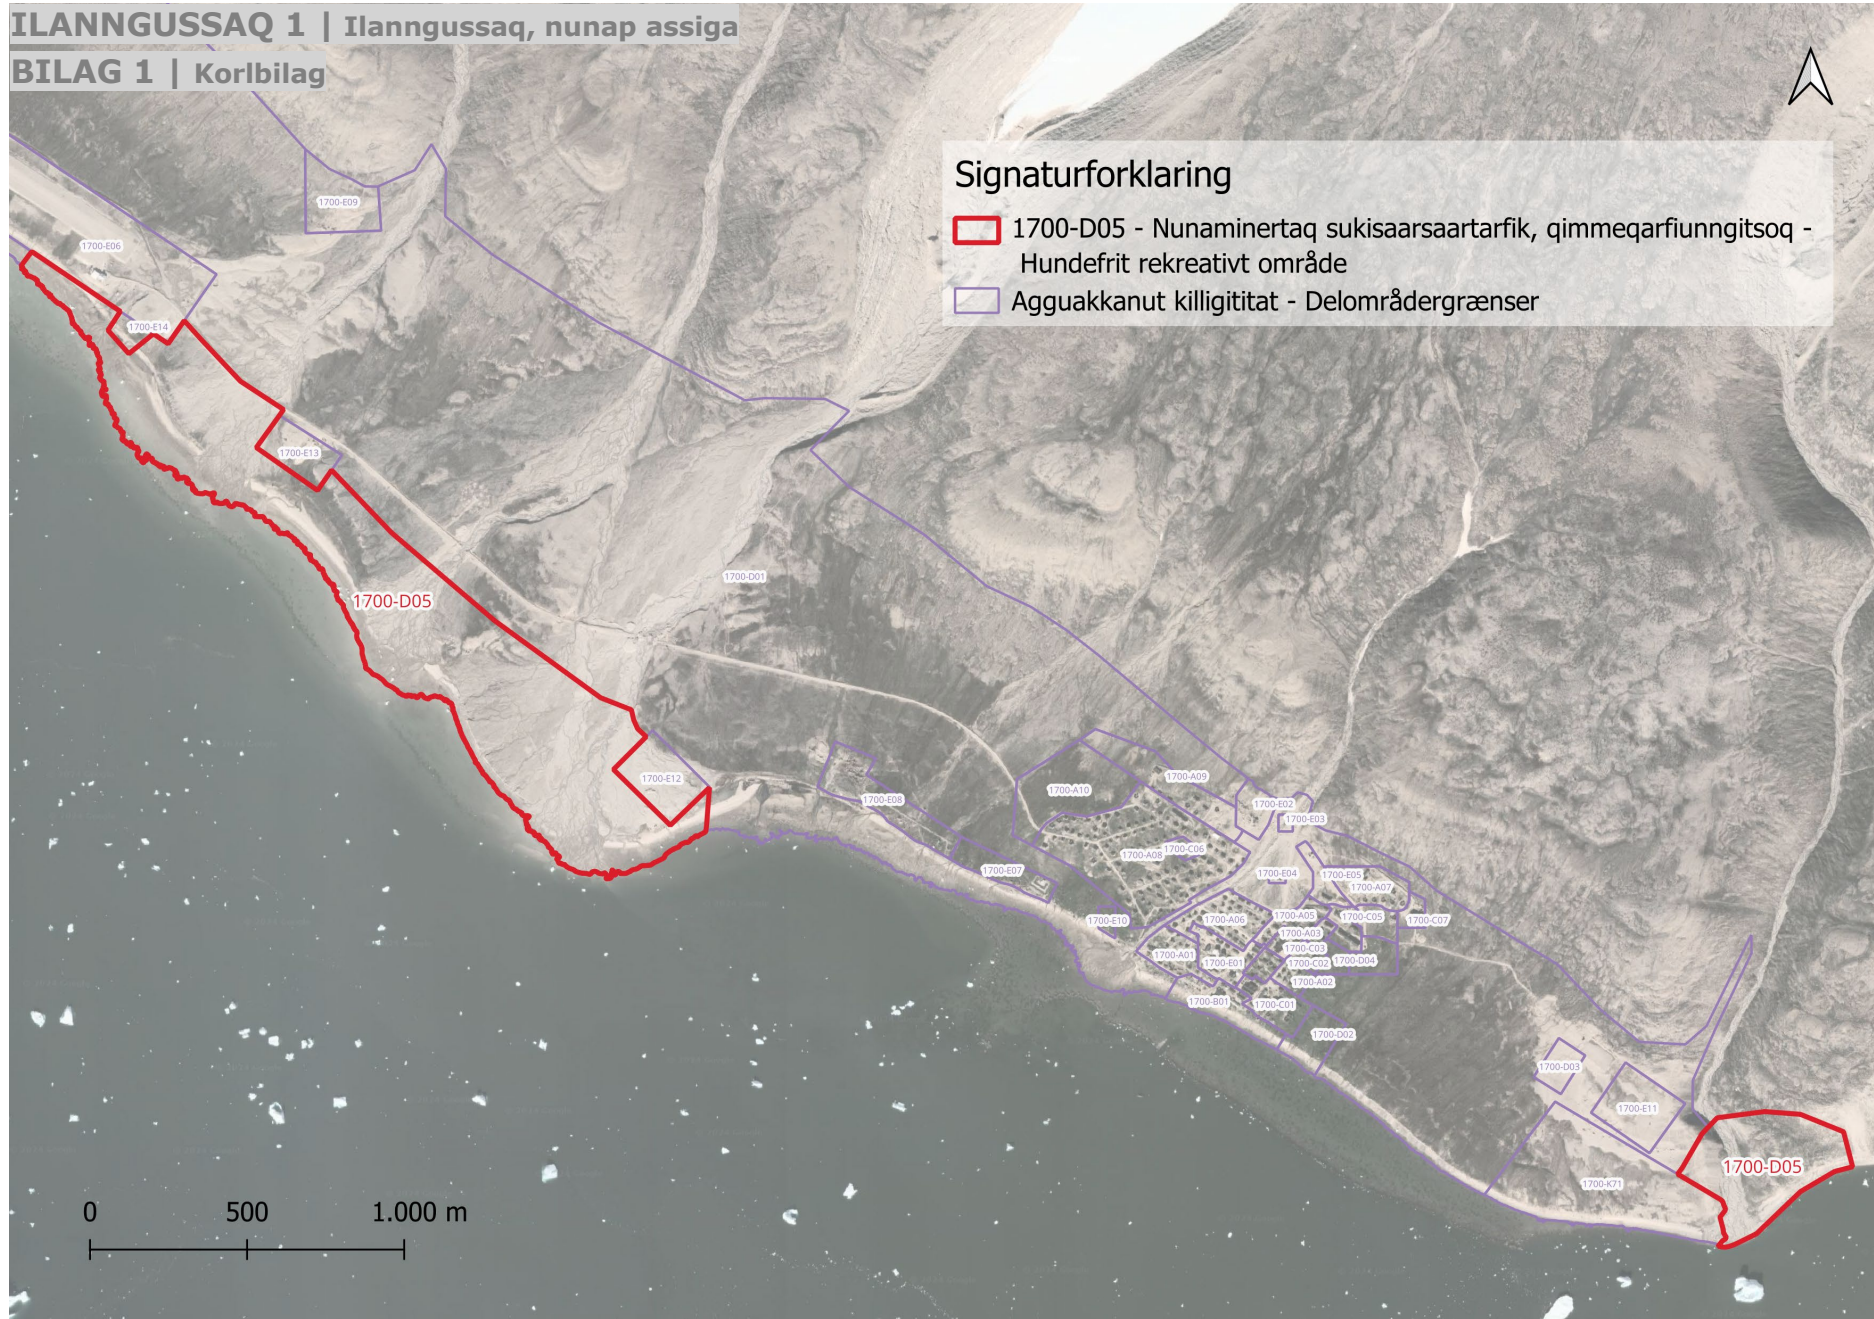 ILANNGUSSAQ 1 | Ilanngussaq, nunap assiga
BILAG 1 | Korlbilag
Signaturforklaring
1700-D05 - Nunaminertaq sukisaarsaartarfik, qimmeqarfiunngitsoq -
Hundefrit rekreativt område
Agguakkanut killigititat - Delområdergrænser
1700-E09
1700-E06
1700-E14
1700-E13
1700-D01
1700-D05
1700-E12
1700-A09
1700-A10
1700-E08
1700-E02
1700-E03
1700-C06
1700-A08
1700-E07
1700-E04
1700-E05
1700-A07
1700-E10
1700-A06
1700-A05
1700-C05
1700-C07
1700-A03
1700-C03
1700-A01
1700-E01
1700-C02
1700-D04
1700-A02
1700-B01
1700-C01
1700-D02
1700-D03
1700-E11
1700-D05
1700-K71
0 500 1.000 m